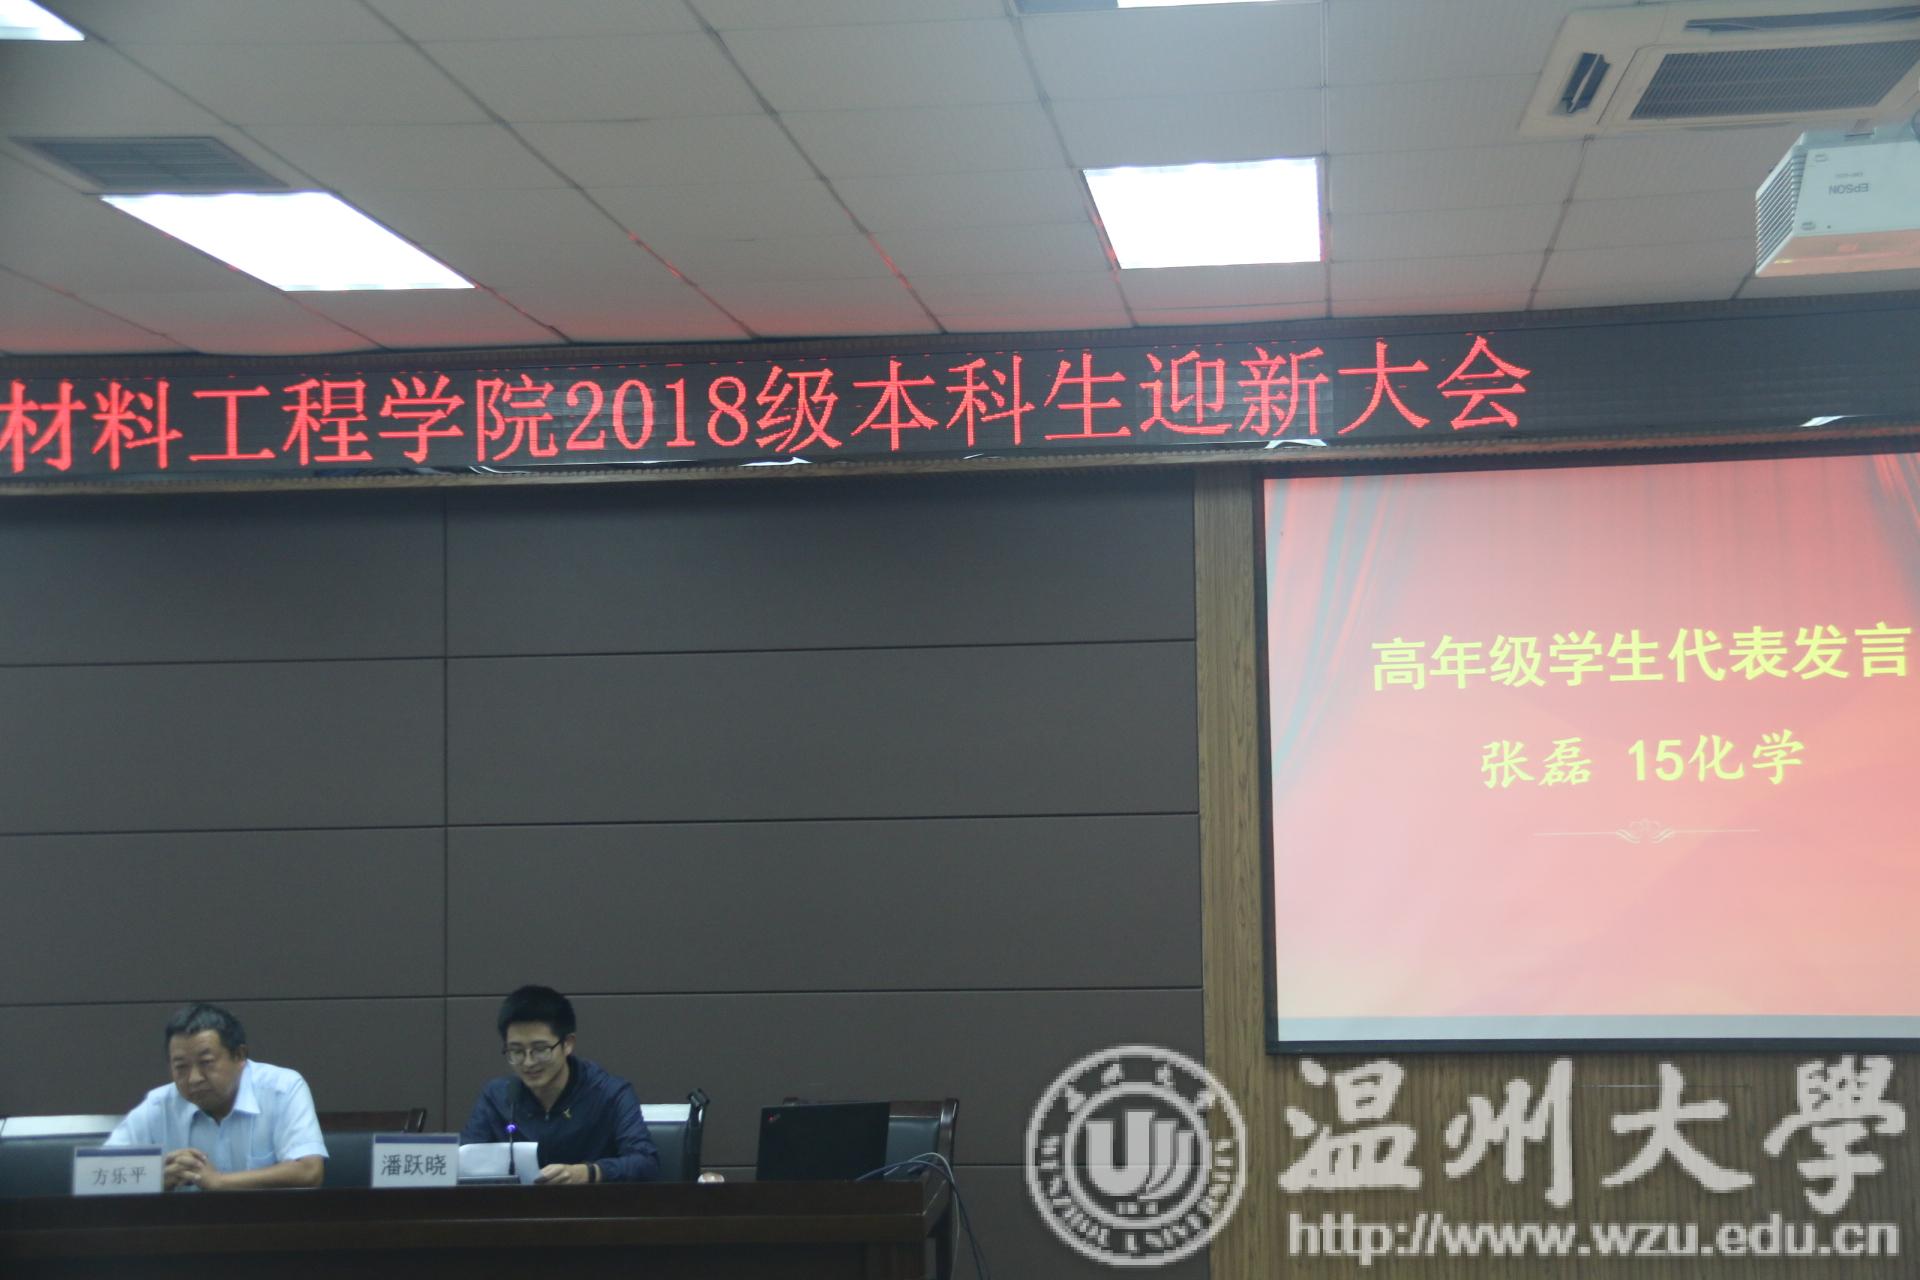 EPSON
材料工程学院2018级本科生迎新大会
高年级学生代表发言
张磊 15化学
方乐平
潘跃晓
温州大學
WENZHOU UNIVERSITY
http://www.wzu.edu.cn